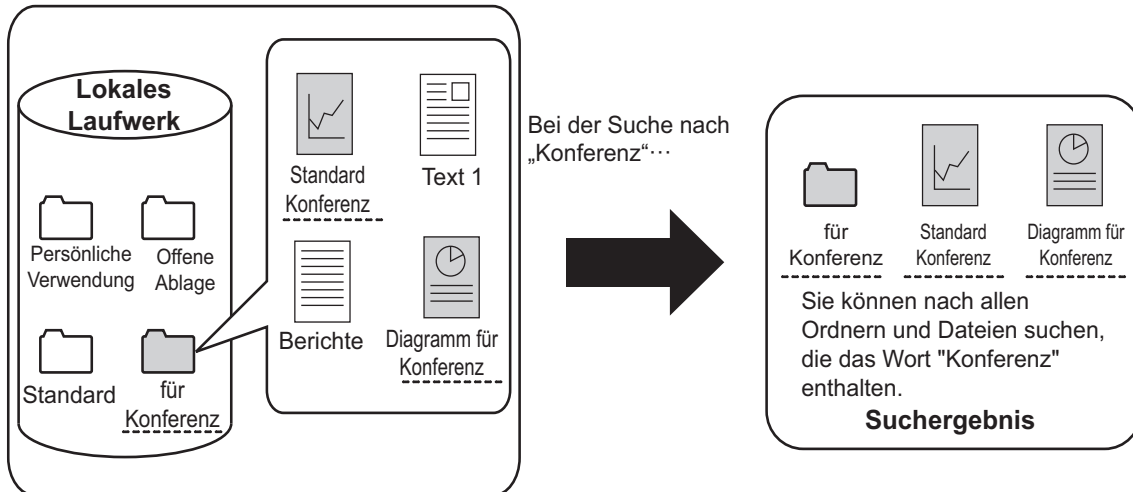 Lokales
Laufwerk
Persönliche
Verwendung
Offene
Ablage
Standard
für
Konferenz
Standard
Konferenz
Text 1
Berichte
Diagramm für
Konferenz
Bei der Suche nach
„Konferenz“···
für
Konferenz
Standard
Konferenz
Diagramm für
Konferenz
Sie können nach allen
Ordnern und Dateien suchen,
die das Wort "Konferenz"
enthalten.
Suchergebnis